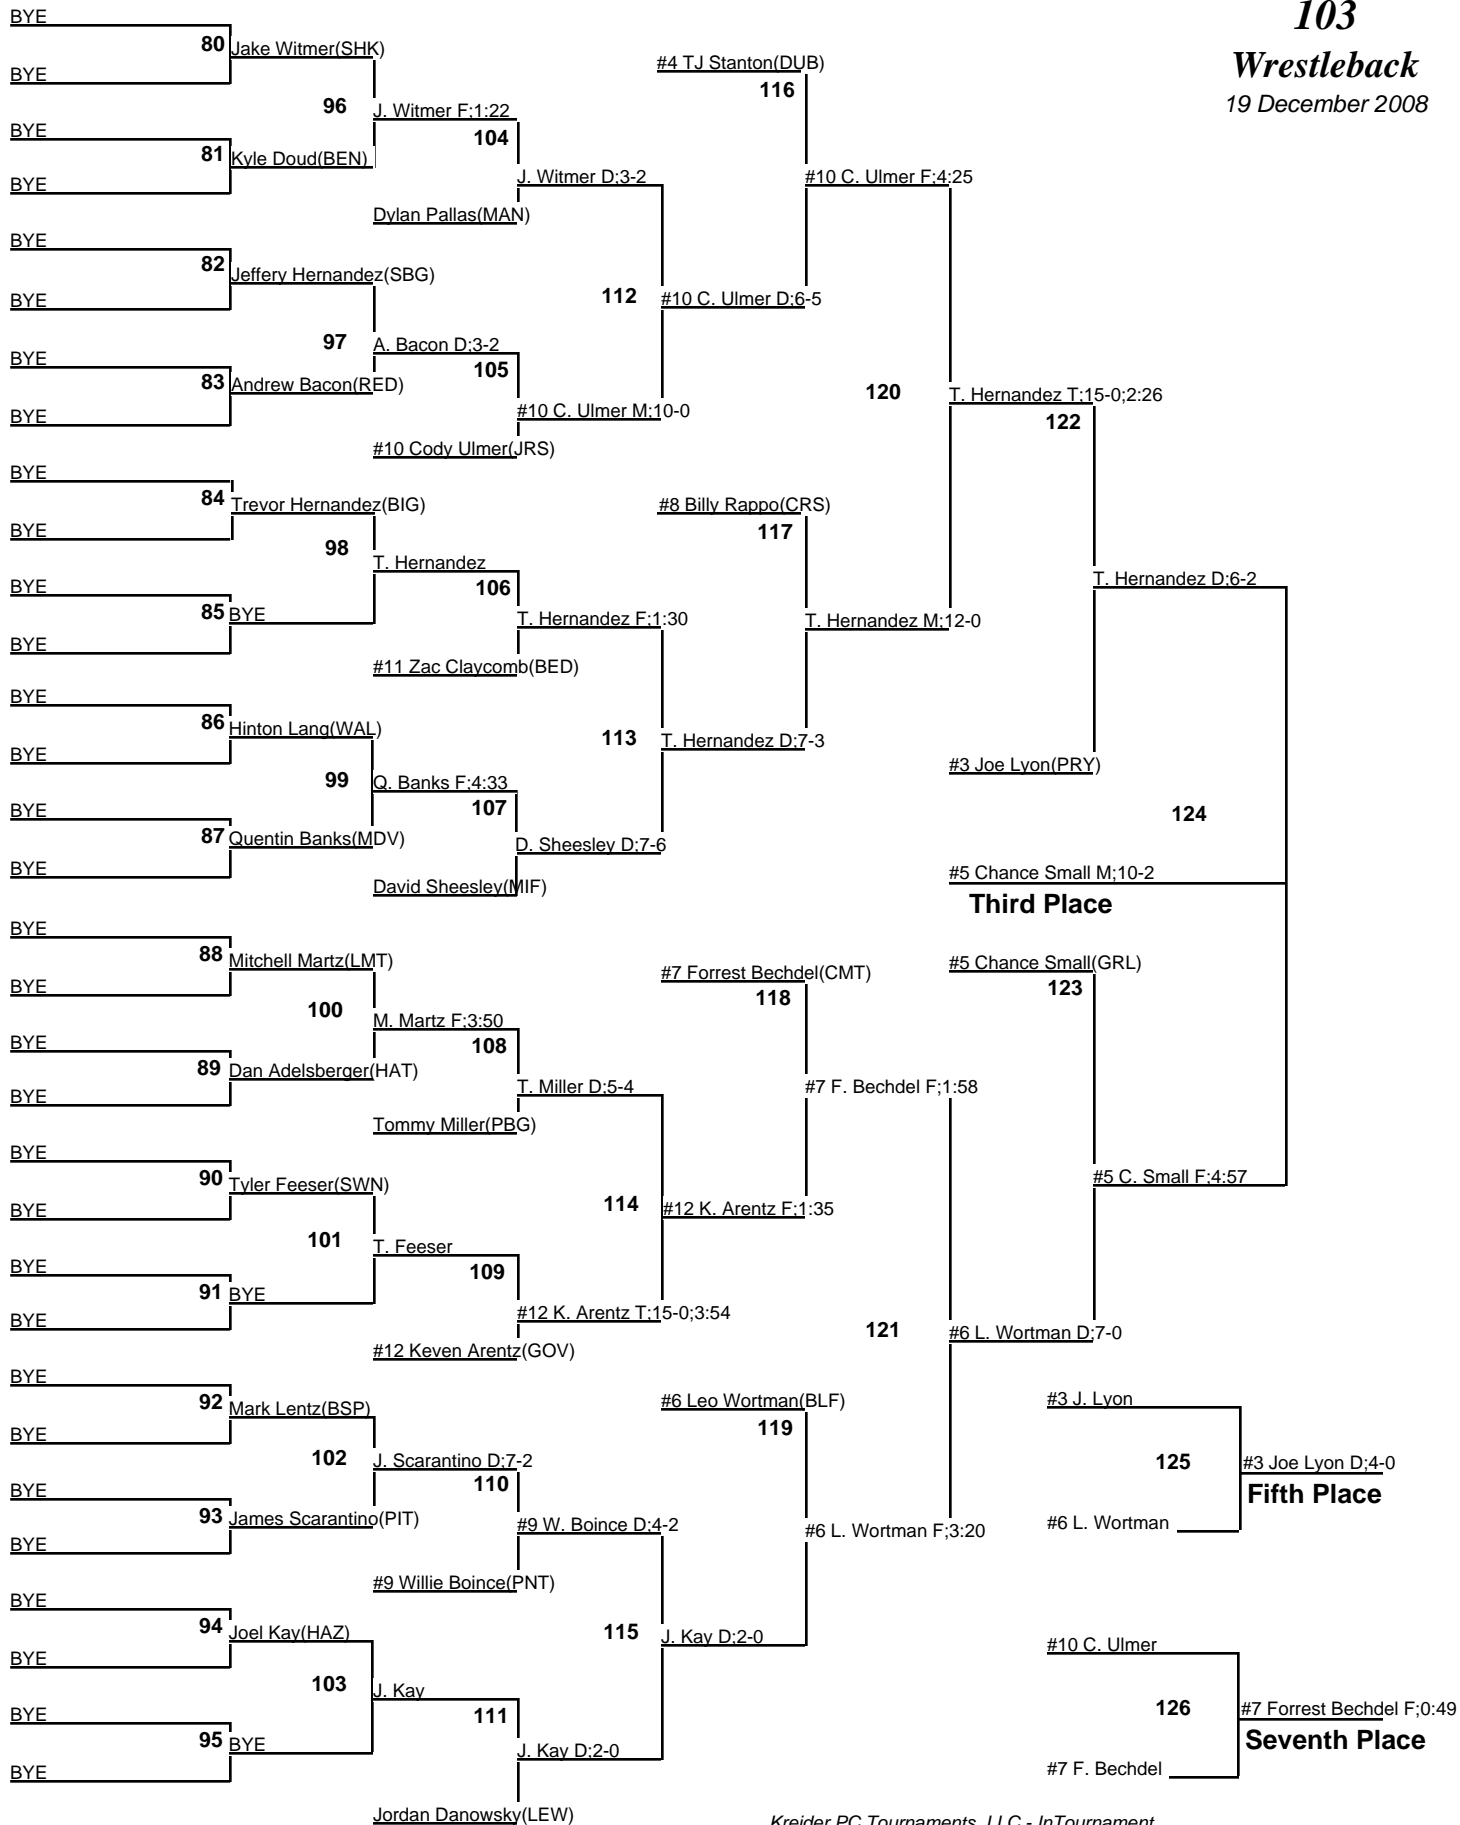 103
Wrestleback
19 December 2008
BYE
80 Jake Witmer(SHK)
BYE
96 J. Witmer F;1:22
BYE
81 Kyle Doud(BEN)
BYE
104 J. Witmer D;3-2
Dylan Pallas(MAN)
BYE
82 Jeffery Hernandez(SBG)
BYE
97 A. Bacon D;3-2
BYE
83 Andrew Bacon(RED)
BYE
105 #10 C. Ulmer M;10-0
#10 Cody Ulmer(JRS)
112 #10 C. Ulmer D;6-5
#4 TJ Stanton(DUB)
116 #10 C. Ulmer F;4:25
BYE
84 Trevor Hernandez(BIG)
BYE
98 T. Hernandez
BYE
85 BYE
BYE
106 T. Hernandez F;1:30
#11 Zac Claycomb(BED)
BYE
86 Hinton Lang(WAL)
BYE
99 Q. Banks F;4:33
BYE
87 Quentin Banks(MDV)
BYE
107 D. Sheesley D;7-6
David Sheesley(MIF)
113 T. Hernandez D;7-3
#8 Billy Rappo(CRS)
117 T. Hernandez M;12-0
120 T. Hernandez T;15-0;2:26
122 T. Hernandez D;6-2
#3 Joe Lyon(PRY)
124
#5 Chance Small M;10-2
Third Place
BYE
88 Mitchell Martz(LMT)
BYE
100 M. Martz F;3:50
BYE
89 Dan Adelsberger(HAT)
BYE
108 T. Miller D;5-4
Tommy Miller(PBG)
BYE
90 Tyler Feeser(SWN)
BYE
101 T. Feeser
BYE
91 BYE
BYE
109 #12 K. Arentz T;15-0;3:54
#12 Keven Arentz(GOV)
114 #12 K. Arentz F;1:35
#7 Forrest Bechdel(CMT)
118 #7 F. Bechdel F;1:58
#5 Chance Small(GRL)
123 #5 C. Small F;4:57
121 #6 L. Wortman D;7-0
BYE
92 Mark Lentz(BSP)
BYE
102 J. Scarantino D;7-2
BYE
93 James Scarantino(PIT)
BYE
110 #9 W. Boince D;4-2
#9 Willie Boince(PNT)
BYE
94 Joel Kay(HAZ)
BYE
103 J. Kay
BYE
95 BYE
BYE
111 J. Kay D;2-0
Jordan Danowsky(LEW)
115 J. Kay D;2-0
#6 Leo Wortman(BLF)
119 #6 L. Wortman F;3:20
#3 J. Lyon
125 #3 Joe Lyon D;4-0
Fifth Place
#6 L. Wortman
#10 C. Ulmer
126 #7 Forrest Bechdel F;0:49
Seventh Place
#7 F. Bechdel
Kreider PC Tournaments, LLC - InTournament